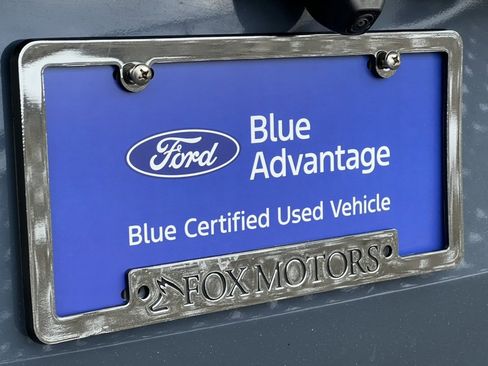 Ford
Blue
Advantage
Blue Certified Used Vehicle
FOX MOTORS